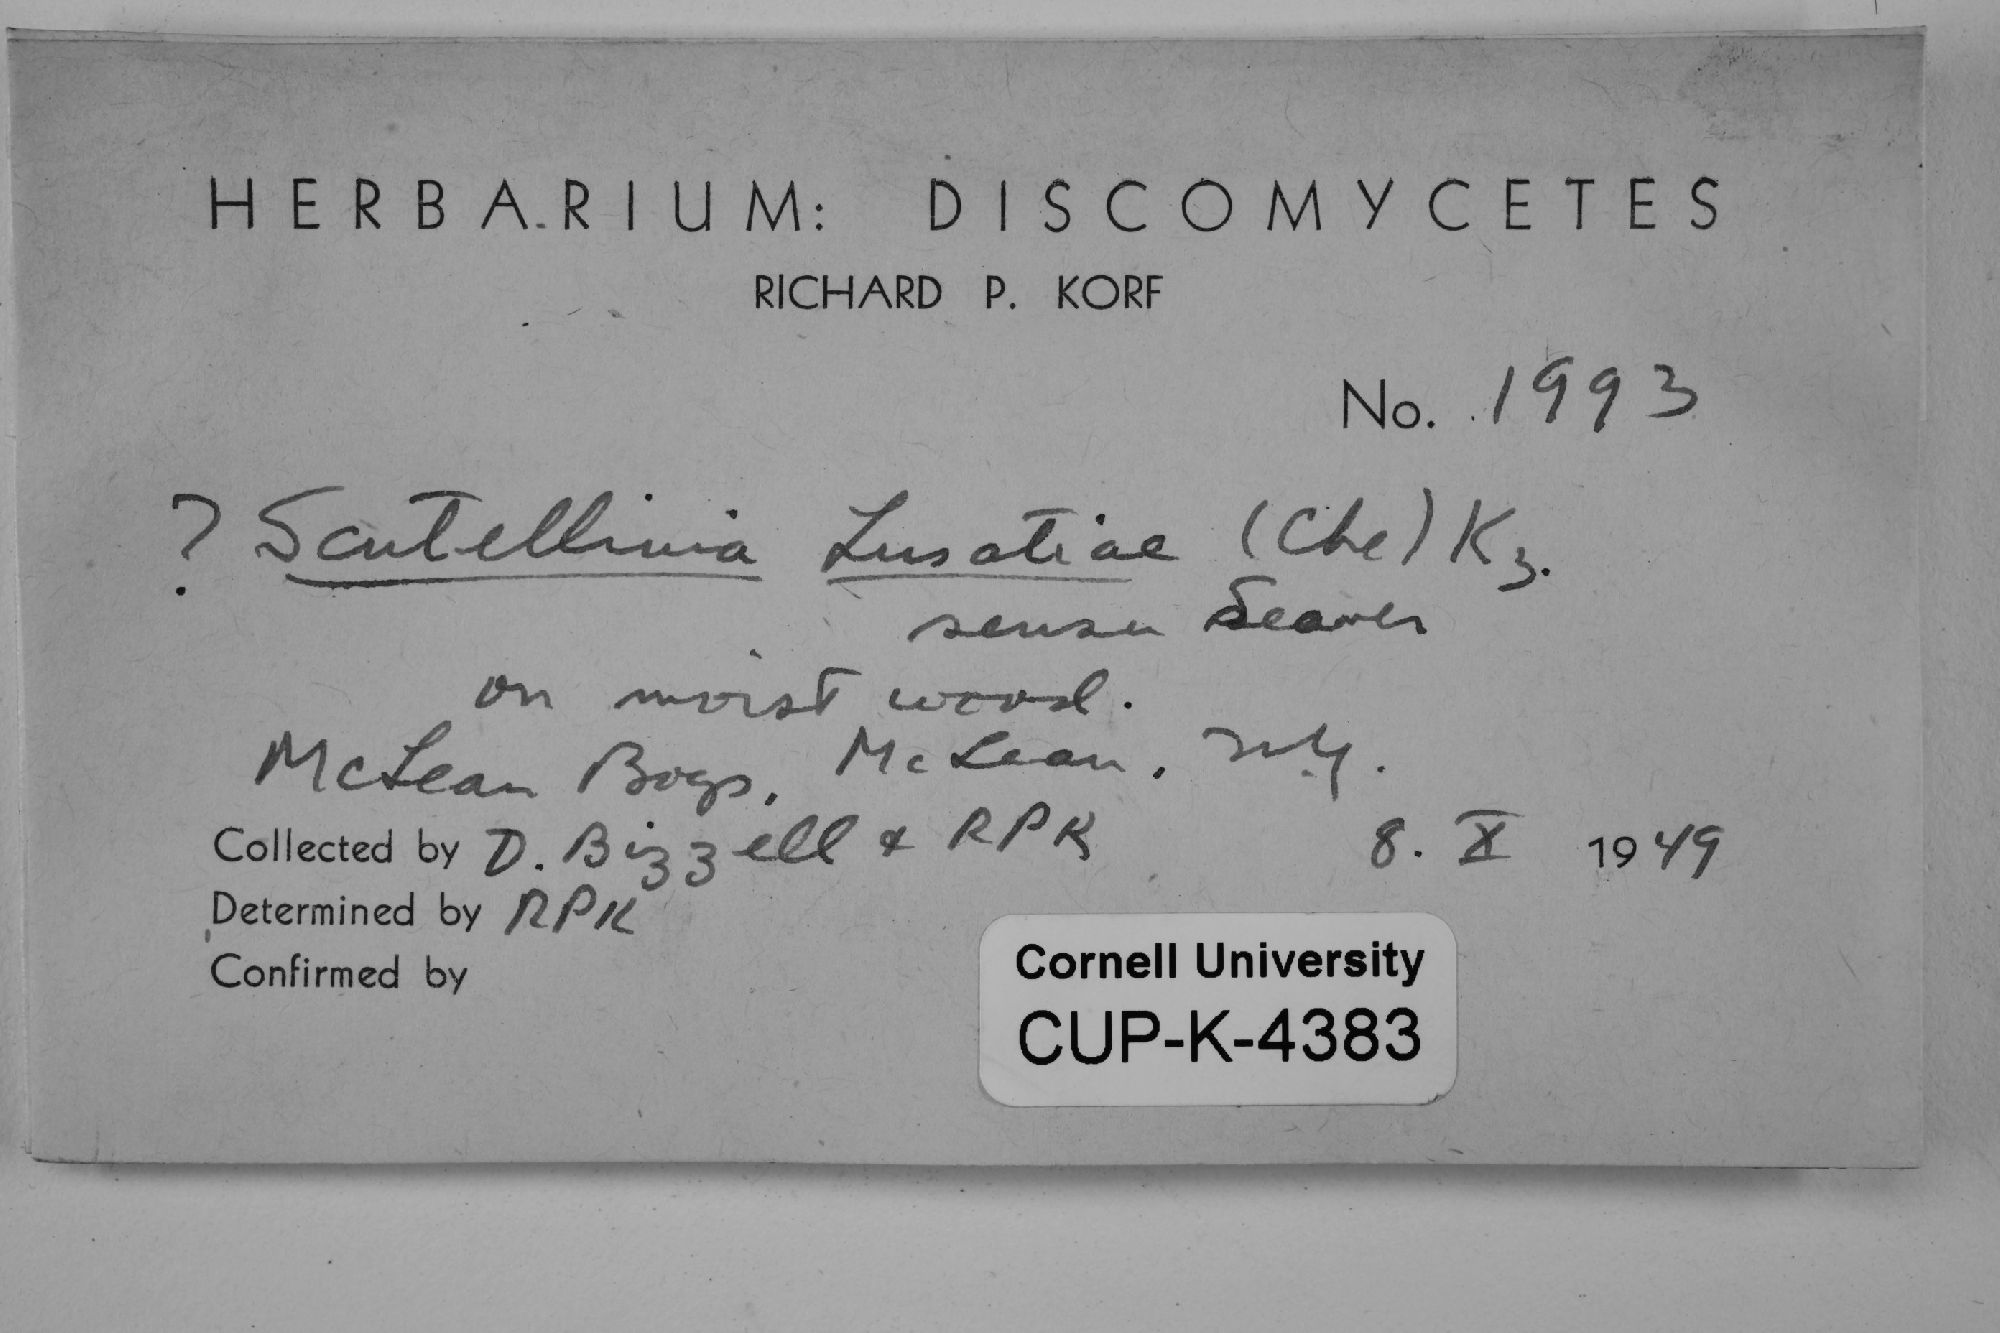 HERBARIUM: DISCOMYCETES
RICHARD P. KORF
No. 1993
? Scutellinia Lusatiae (Cke) Kz.
sensu Seaver
on moist wood.
McLean Bogs, McLean, N.Y.
Collected by D. Bizzell & RPK 8. X 1949
Determined by RPK
Confirmed by
Cornell University
CUP-K-4383